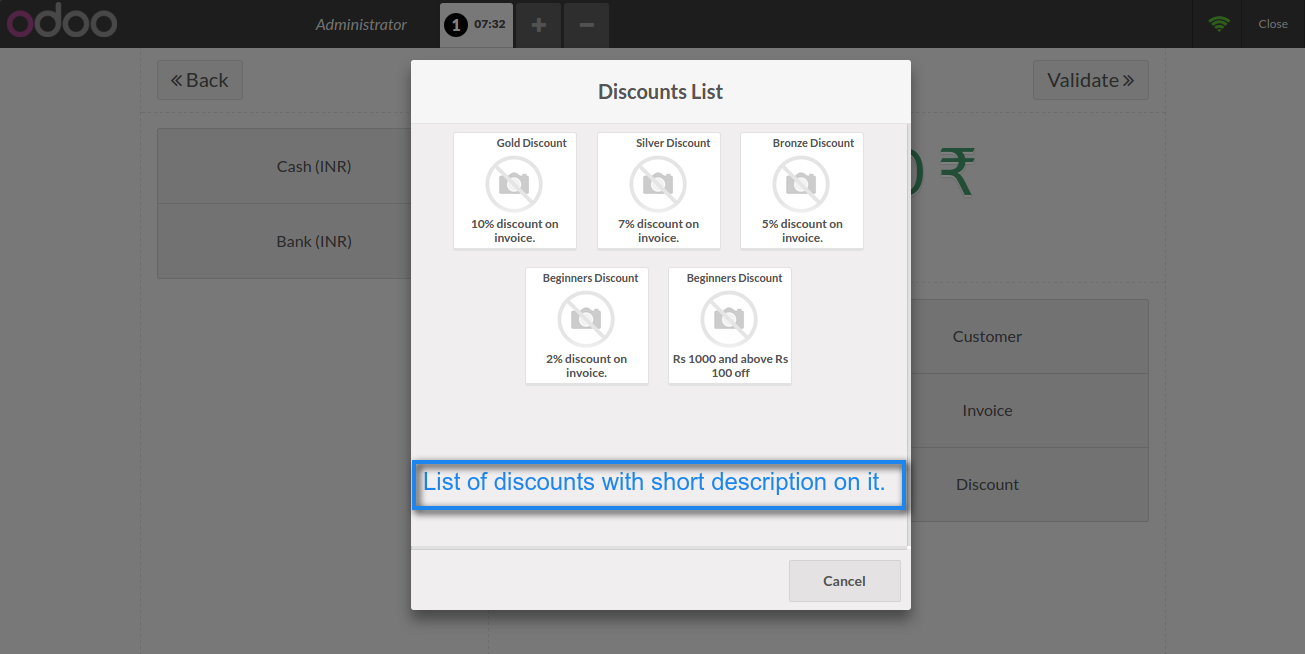 odoo
Administrator
1 07:32
+
−
Close
« Back
Validate »
Discounts List
Cash (INR)
Bank (INR)
0 ₹
Gold Discount
10% discount on
invoice.
Silver Discount
7% discount on
invoice.
Bronze Discount
5% discount on
invoice.
Beginners Discount
2% discount on
invoice.
Beginners Discount
Rs 1000 and above Rs
100 off
Customer
Invoice
Discount
List of discounts with short description on it.
Cancel